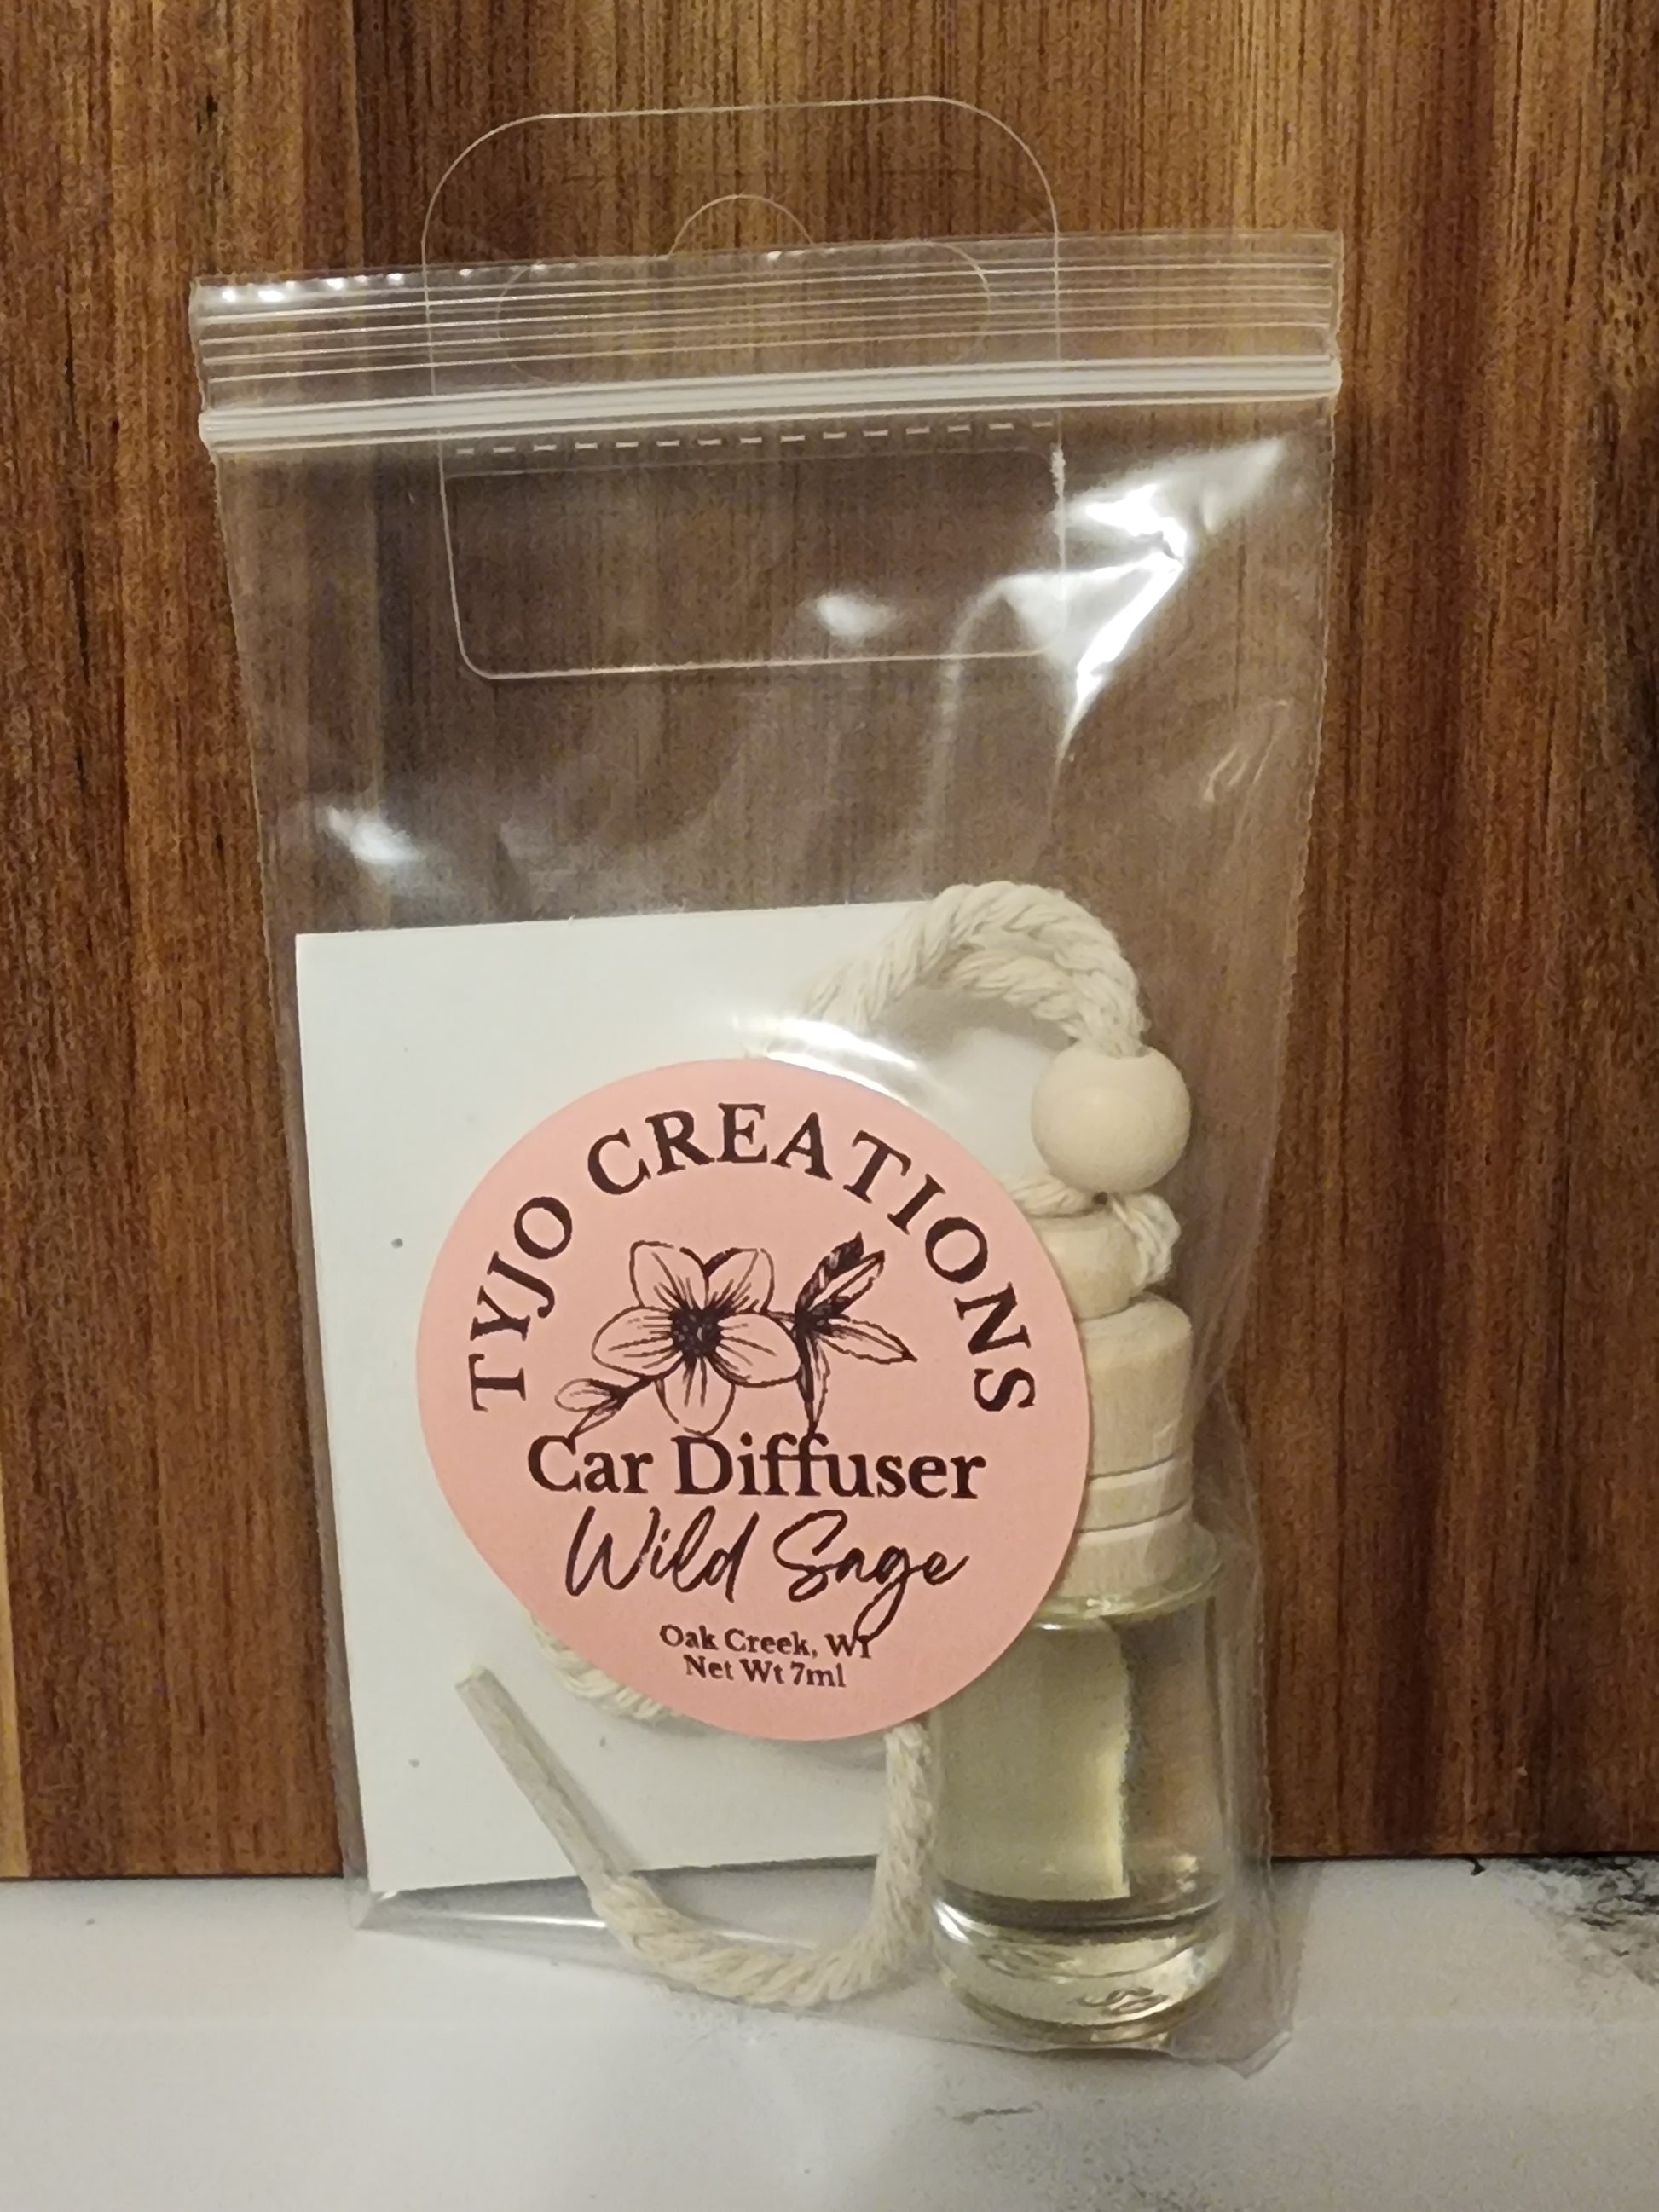 TYJO CREATIONS
Car Diffuser
Wild Sage
Oak Creek, WI
Net Wt 7ml